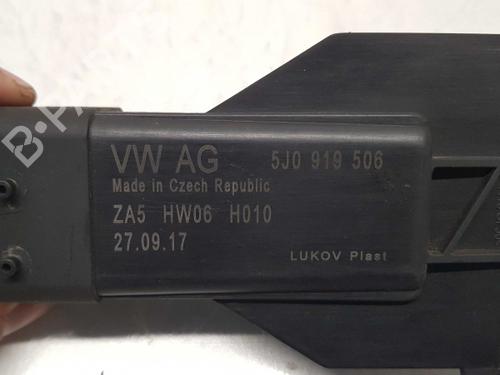 VW AG 5J0 919 506
Made in Czech Republic
ZA5 HW06 H010
27.09.17
LUKOV Plast